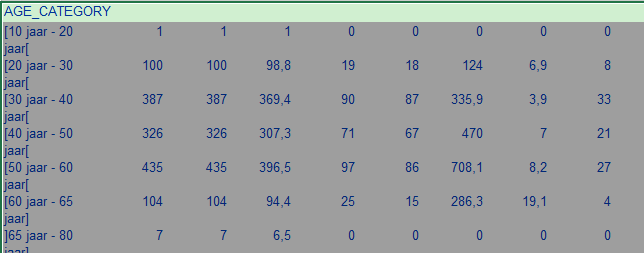 AGE_CATEGORY
[10 jaar - 20 1 1 1 0 0 0 0 0
jaar[
[20 jaar - 30 100 100 98,8 19 18 124 6,9 8
jaar[
[30 jaar - 40 387 387 369,4 90 87 335,9 3,9 33
jaar[
[40 jaar - 50 326 326 307,3 71 67 470 7 21
jaar[
[50 jaar - 60 435 435 396,5 97 86 708,1 8,2 27
jaar[
[60 jaar - 65 104 104 94,4 25 15 286,3 19,1 4
jaar]
]65 jaar - 80 7 7 6,5 0 0 0 0 0
jaar]